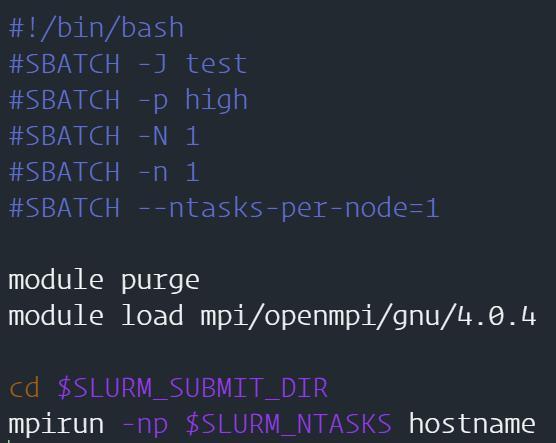 #!/bin/bash
#SBATCH -J test
#SBATCH -p high
#SBATCH -N 1
#SBATCH -n 1
#SBATCH --ntasks-per-node=1
module purge
module load mpi/openmpi/gnu/4.0.4
cd $SLURM_SUBMIT_DIR
mpirun -np $SLURM_NTASKS hostname